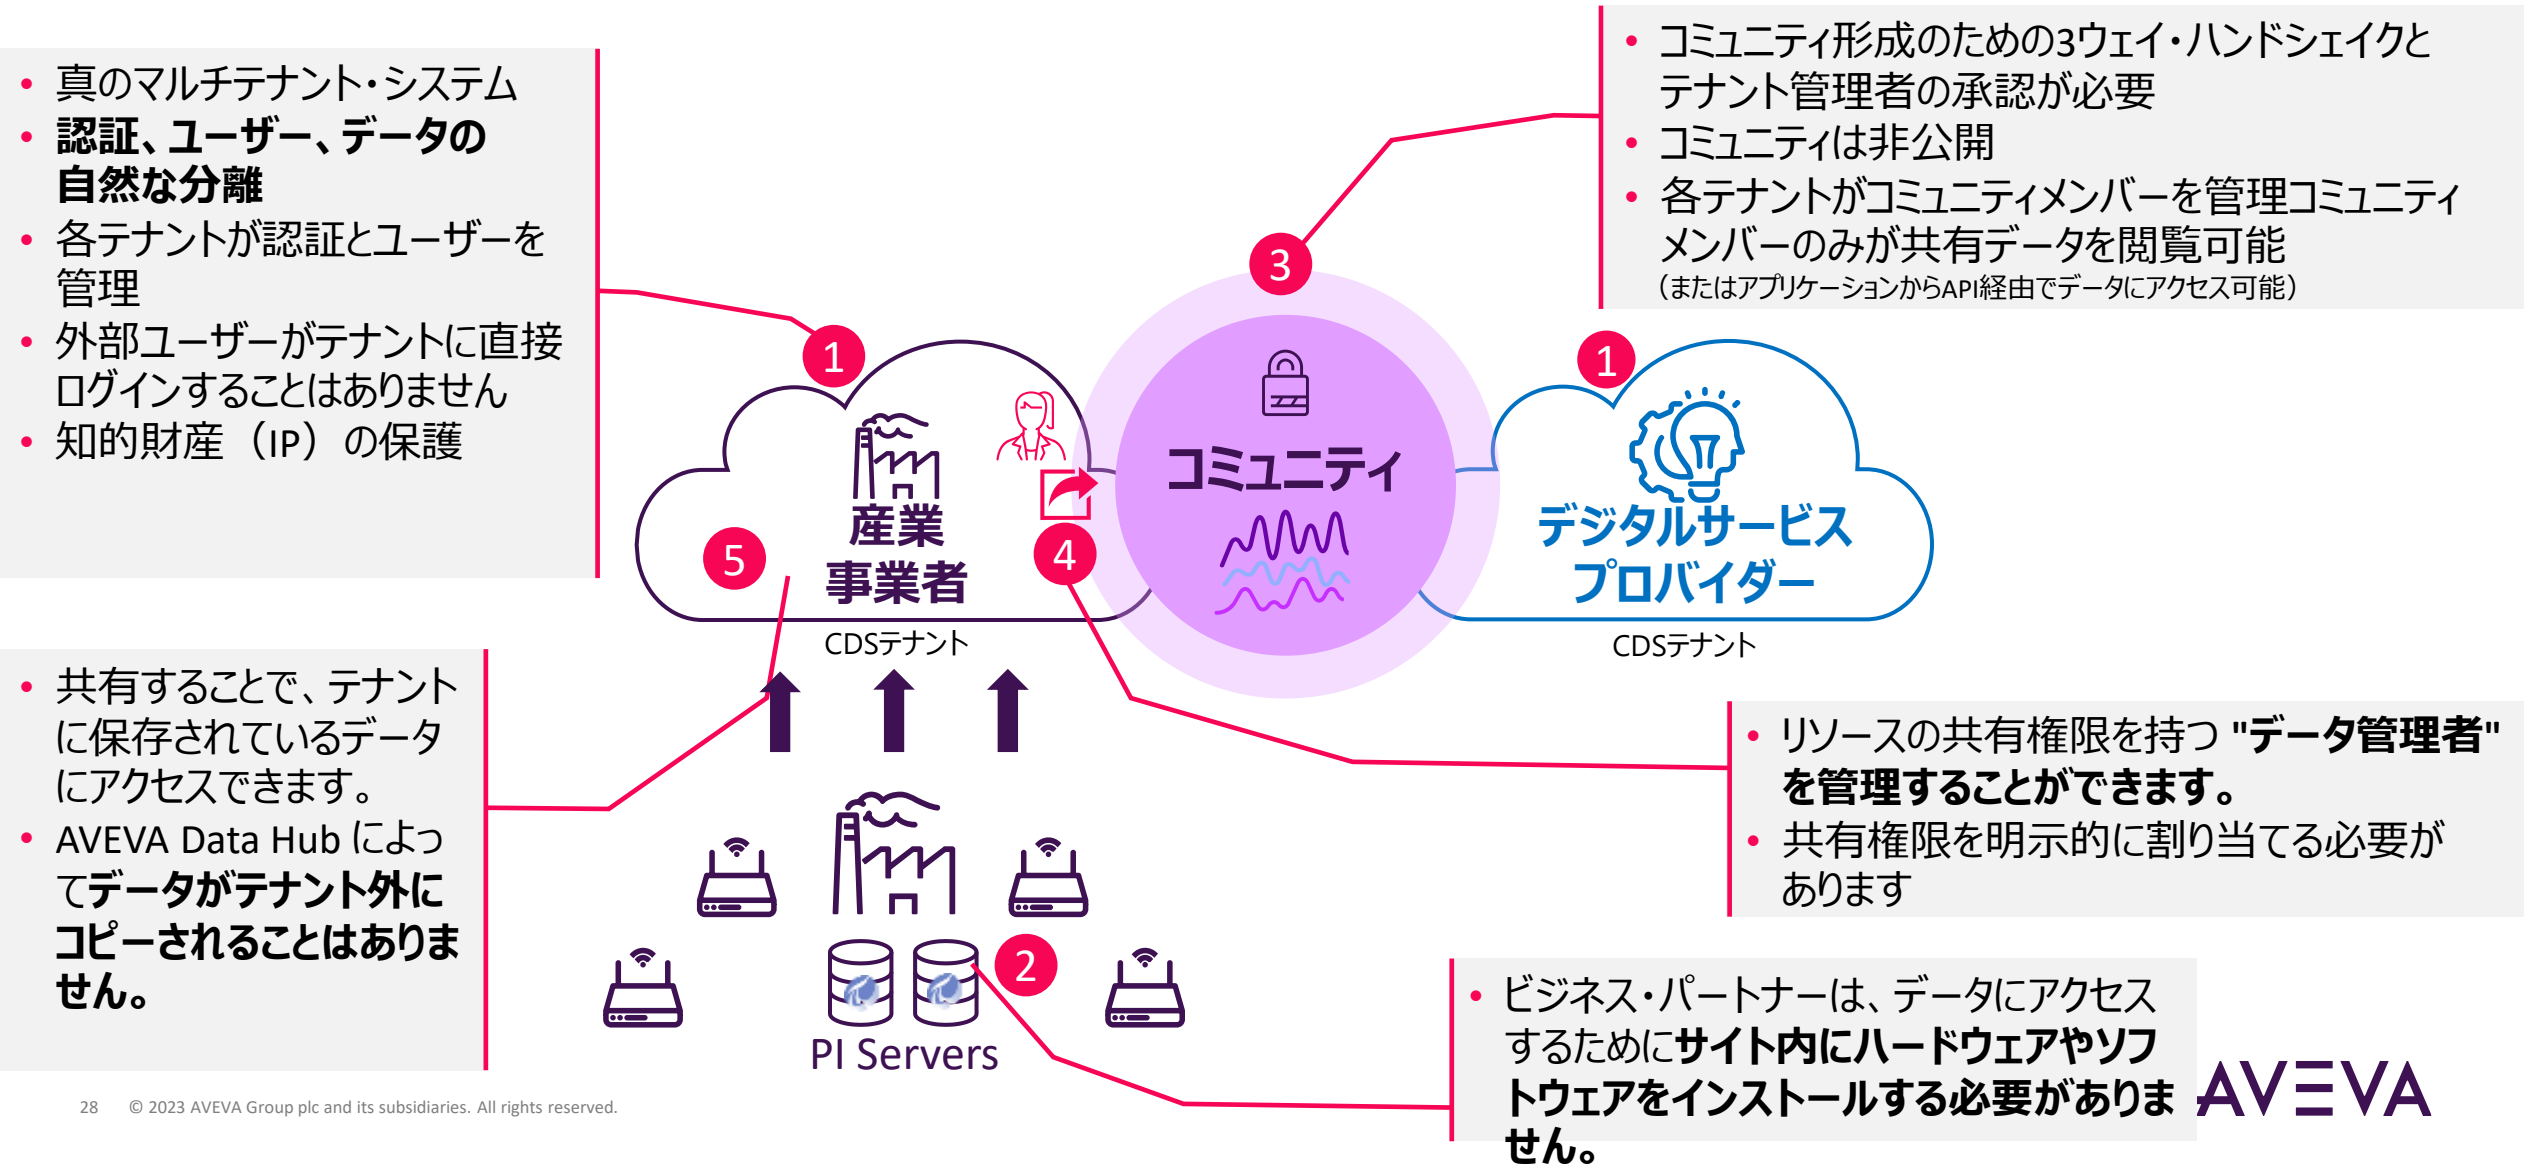 • 真のマルチテナント・システム
• 認証、ユーザー、データの
自然な分離
• 各テナントが認証とユーザーを
管理
• 外部ユーザーがテナントに直接
ログインすることはありません
• 知的財産（IP）の保護
• コミュニティ形成のための3ウェイ・ハンドシェイクと
テナント管理者の承認が必要
• コミュニティは非公開
• 各テナントがコミュニティメンバーを管理コミュニティ
メンバーのみが共有データを閲覧可能
（またはアプリケーションからAPI経由でデータにアクセス可能）
3
1
1
コミュニティ
産業
事業者
5
4
デジタルサービス
プロバイダー
CDSテナント
CDSテナント
• 共有することで、テナント
に保存されているデータ
にアクセスできます。
• AVEVA Data Hub によっ
てデータがテナント外に
コピーされることはありま
せん。
• リソースの共有権限を持つ "データ管理者"
を管理することができます。
• 共有権限を明示的に割り当てる必要が
あります
2
PI Servers
• ビジネス・パートナーは、データにアクセス
するためにサイト内にハードウェアやソフ
トウェアをインストールする必要がありま
せん。
AVEVA
28 © 2023 AVEVA Group plc and its subsidiaries. All rights reserved.